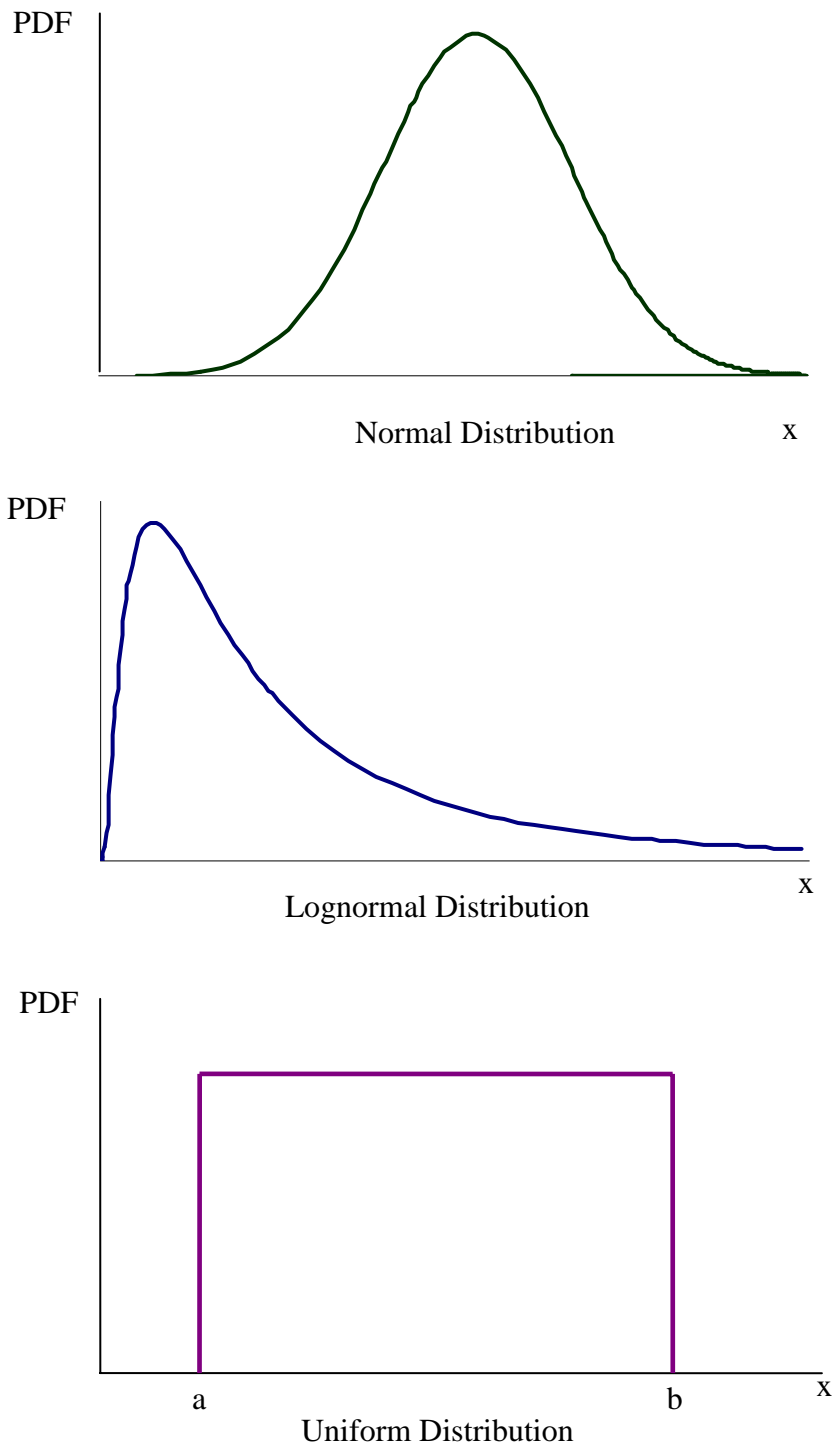 PDF
Normal Distribution x
PDF
x
Lognormal Distribution
PDF
x
a b
Uniform Distribution